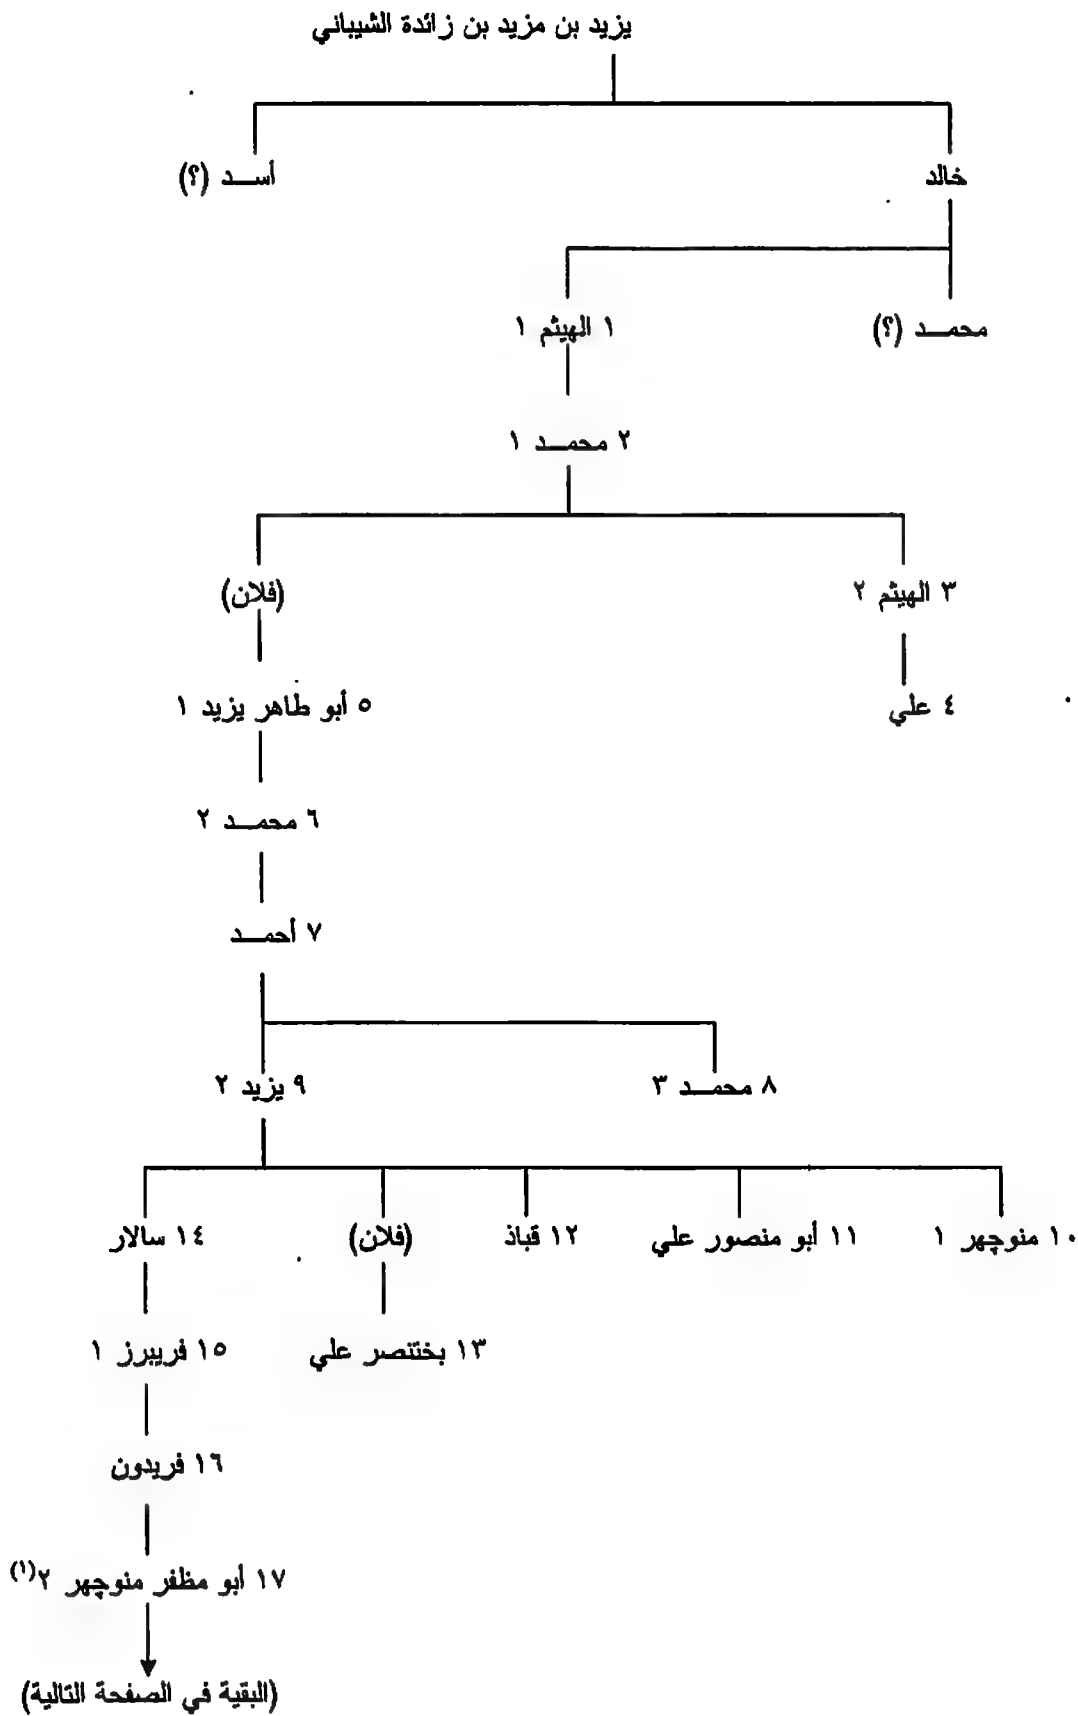 يزيد بن مزيد بن زائدة الشيباني
خالد
أسد (؟)
محمد (؟)
١ الهيثم ١
٢ محمد ١
٣ الهيثم ٢
(فلان)
٤ علي
٥ أبو طاهر يزيد ١
٦ محمد ٢
٧ أحمد
٨ محمد ٣
٩ يزيد ٢
١٠ منوچهر ١
١١ أبو منصور علي
١٢ قباذ
(فلان)
١٤ سالار
١٣ بختنصر علي
١٥ فريبرز ١
١٦ فريدون
١٧ أبو مظفر منوچهر ٢(١)
(البقية في الصفحة التالية)